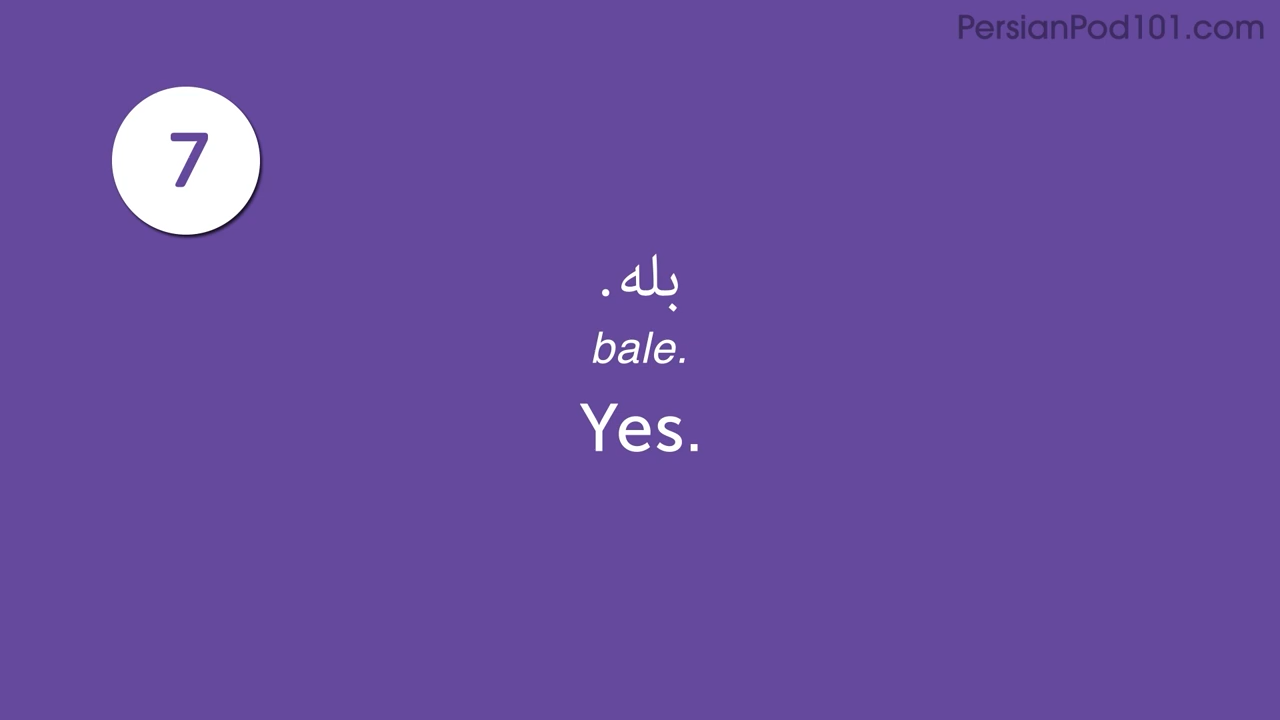 PersianPod101.com
7
بله.
bale.
Yes.